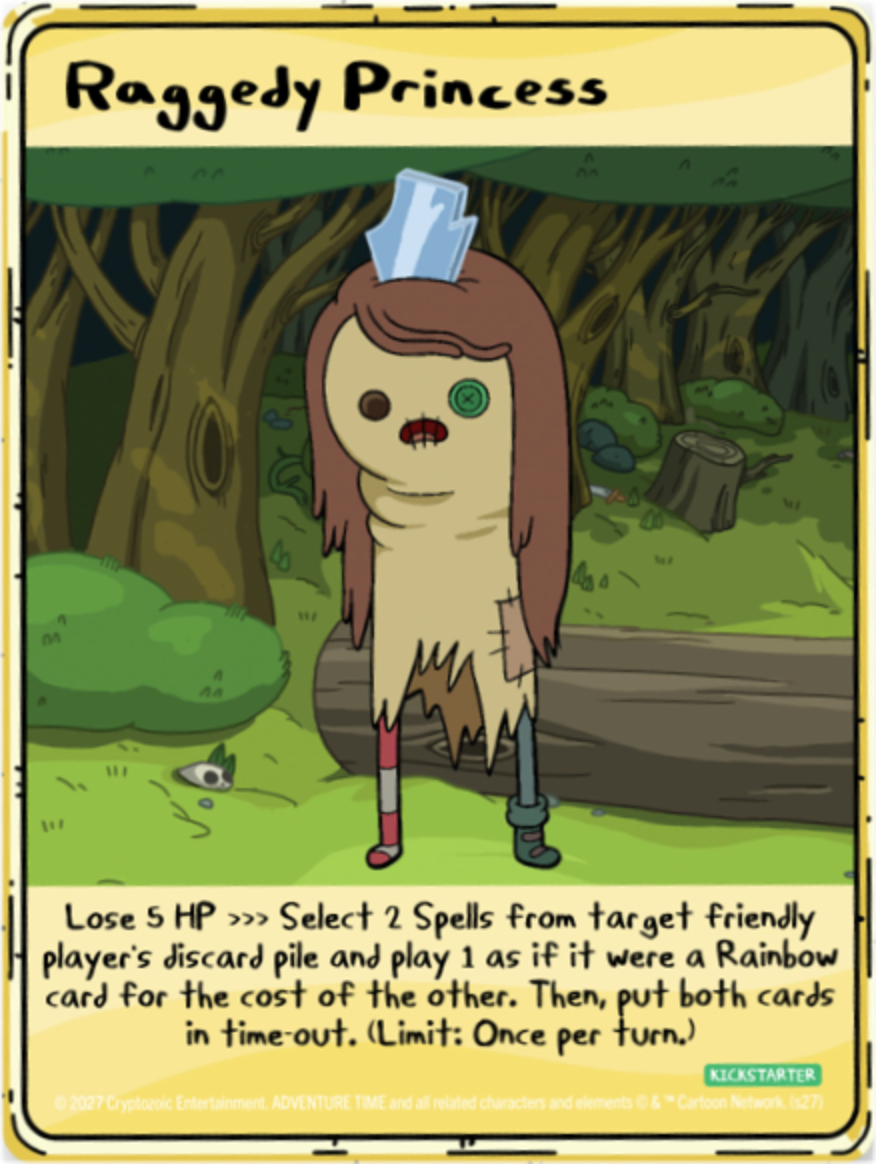 Raggedy Princess
Lose 5 HP >>> Select 2 Spells from target friendly
player's discard pile and play 1 as if it were a Rainbow
card for the cost of the other. Then, put both cards
in time-out. (Limit: Once per turn.)
KICKSTARTER
© 2027 Cryptozoic Entertainment. ADVENTURE TIME and all related characters and elements © & ™ Cartoon Network. (s27)